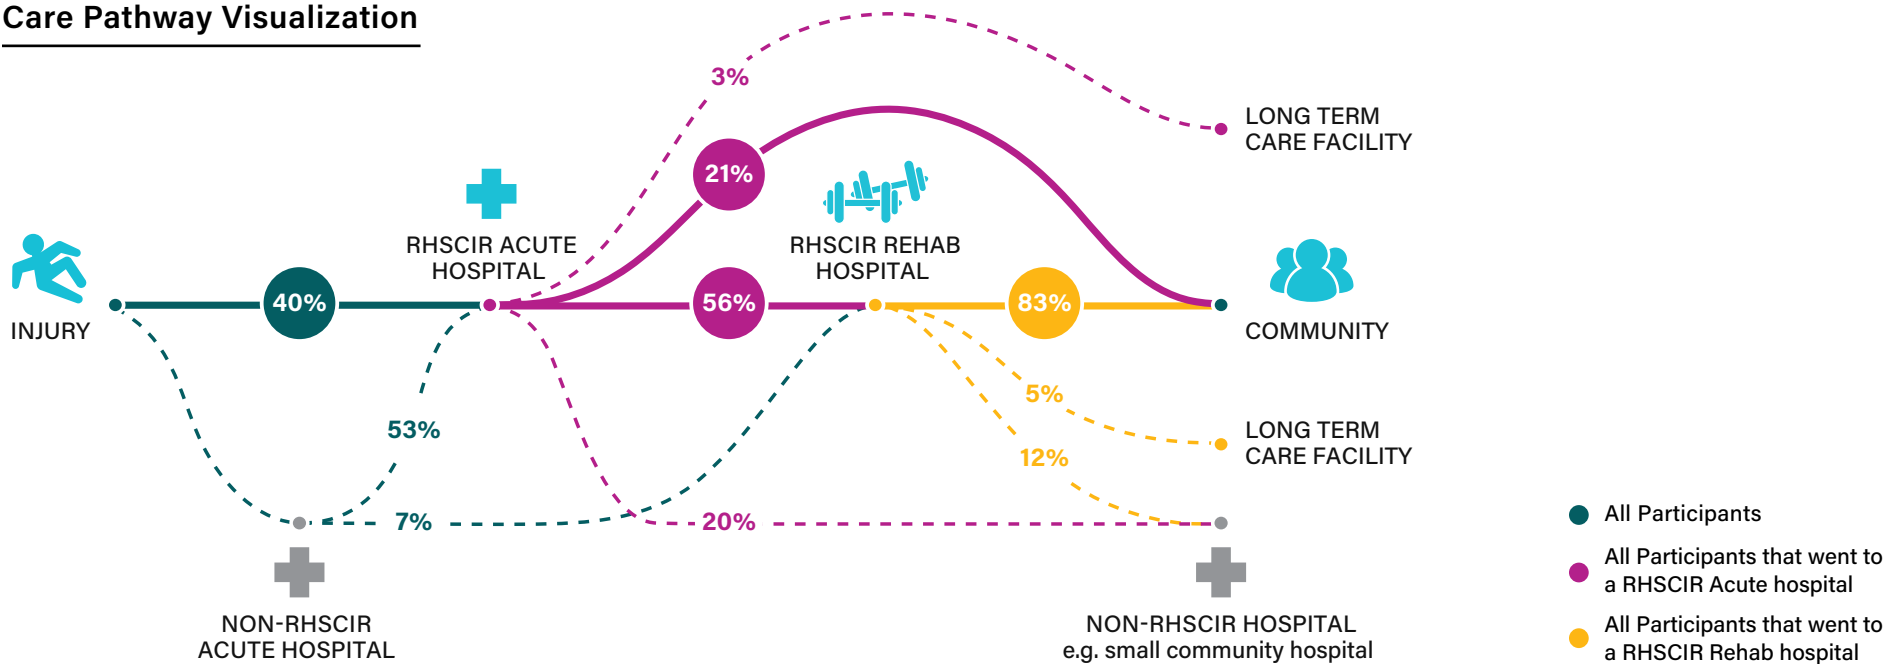 Care Pathway Visualization
3%
LONG TERM
CARE FACILITY
21%
RHSCIR ACUTE
HOSPITAL
RHSCIR REHAB
HOSPITAL
INJURY
40%
56%
83%
COMMUNITY
53%
5%
12%
LONG TERM
CARE FACILITY
7%
20%
NON-RHSCIR
ACUTE HOSPITAL
NON-RHSCIR HOSPITAL
e.g. small community hospital
All Participants
All Participants that went to
a RHSCIR Acute hospital
All Participants that went to
a RHSCIR Rehab hospital